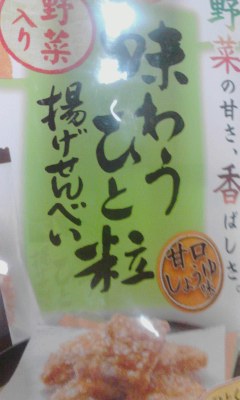 野菜の甘さ、香ばしさ。
野菜
入り
味わう
ひと粒
揚げせんべい
甘口
しょうゆ味